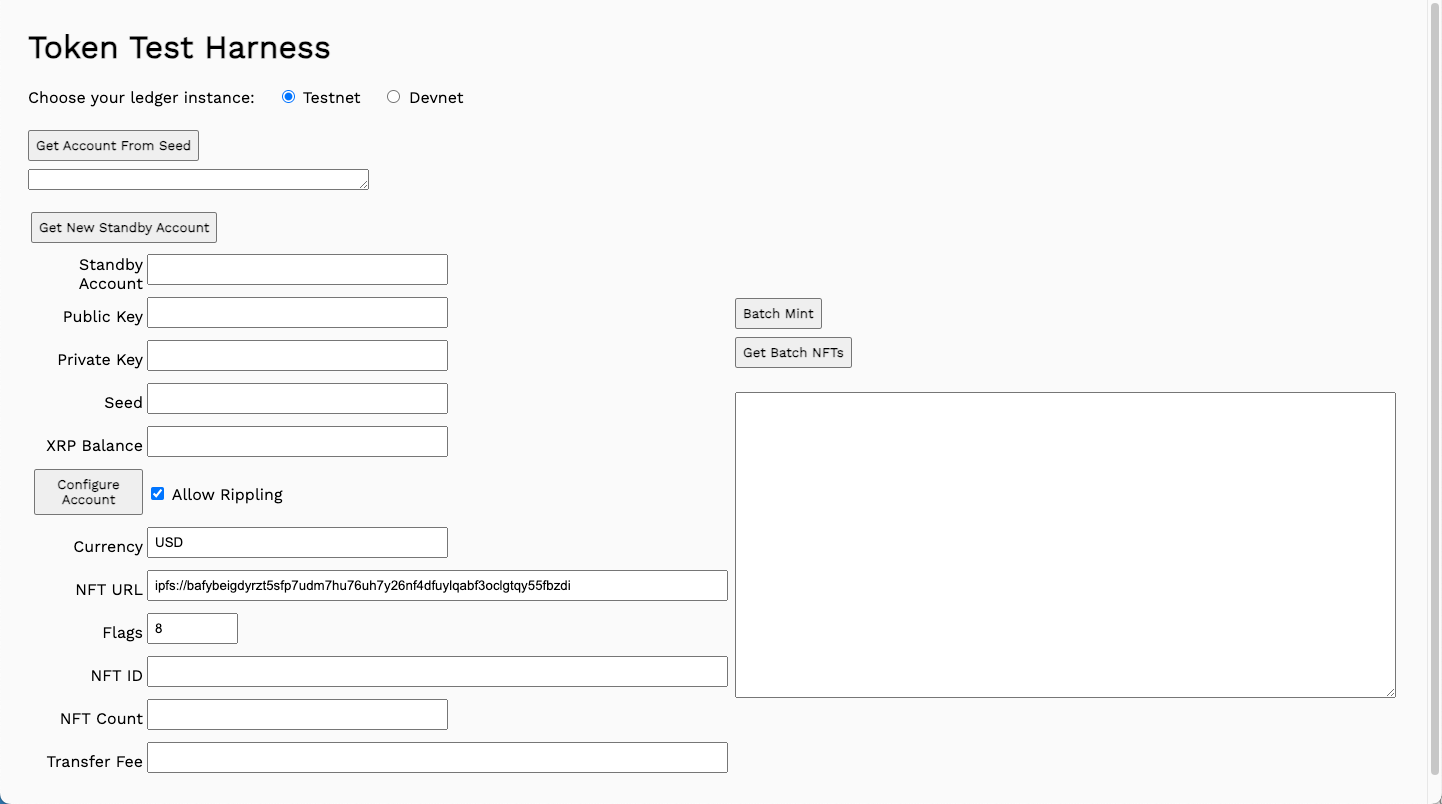 Token Test Harness
Choose your ledger instance: Testnet Devnet
Get Account From Seed
Get New Standby Account
Standby
Account
Public Key
Batch Mint
Private Key
Get Batch NFTs
Seed
XRP Balance
Configure
Account
Allow Rippling
Currency USD
NFT URL ipfs://bafybeigdyrzt5sfp7udm7hu76uh7y26nf4dfuylqabf3oclgtqy55fbzdi
Flags 8
NFT ID
NFT Count
Transfer Fee